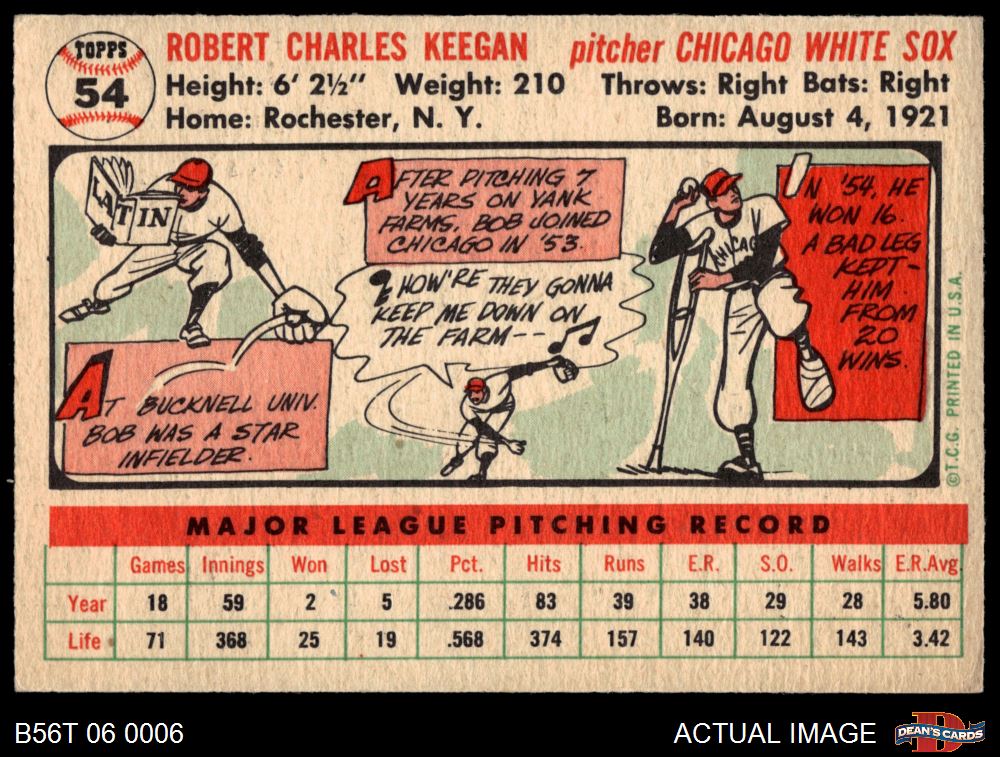 TOPPS
54
ROBERT CHARLES KEEGAN pitcher CHICAGO WHITE SOX
Height: 6' 2½" Weight: 210 Throws: Right Bats: Right
Home: Rochester, N. Y. Born: August 4, 1921
LATIN
AT BUCKNELL UNIV.
BOB WAS A STAR
INFIELDER.
AFTER PITCHING 7
YEARS ON YANK
FARMS, BOB JOINED
CHICAGO IN '53.
HOW'RE THEY GONNA
KEEP ME DOWN ON
THE FARM--
CHICAGO
IN '54, HE
WON 16.
A BAD LEG
KEPT-
HIM
FROM
20
WINS.
©T.C.G. PRINTED IN U.S.A.
MAJOR LEAGUE PITCHING RECORD
Games Innings Won Lost Pct. Hits Runs E.R. S.O. Walks E.R.Avg.
Year 18 59 2 5 .286 83 39 38 29 28 5.80
Life 71 368 25 19 .568 374 157 140 122 143 3.42
B56T 06 0006 ACTUAL IMAGE DEAN'S CARDS